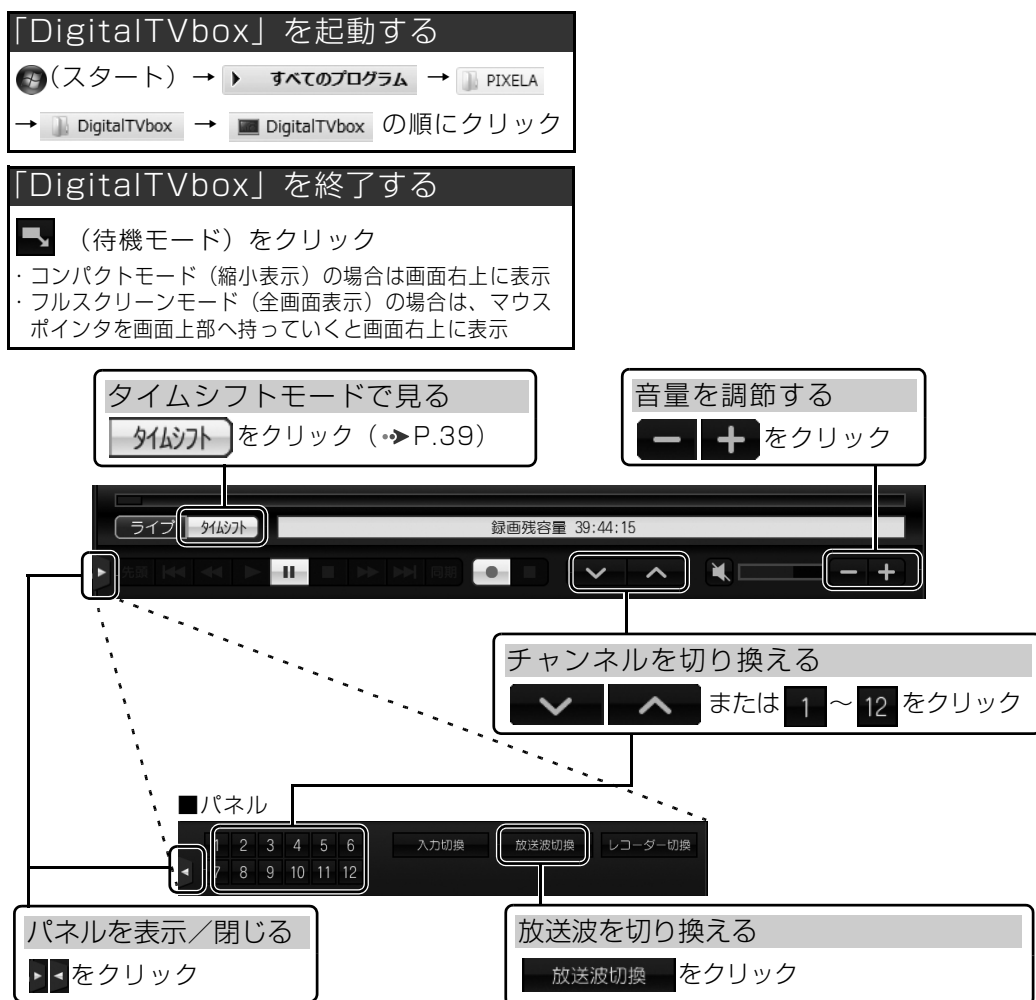 「DigitalTVbox」を起動する
(スタート) → すべてのプログラム → PIXELA
→ DigitalTVbox → DigitalTVbox の順にクリック
「DigitalTVbox」を終了する
(待機モード)をクリック
・コンパクトモード(縮小表示)の場合は画面右上に表示
・フルスクリーンモード(全画面表示)の場合は、マウス
ポインタを画面上部へ持っていくと画面右上に表示
タイムシフトモードで見る
タイムシフト をクリック( P.39)
音量を調節する
− + をクリック
ライブ タイムシフト 録画残容量 39:44:15
先頭 同期
チャンネルを切り換える
または 1 ～ 12 をクリック
■パネル
1 2 3 4 5 6 入力切換 放送波切換 レコーダー切換
7 8 9 10 11 12
パネルを表示／閉じる
をクリック
放送波を切り換える
放送波切換 をクリック